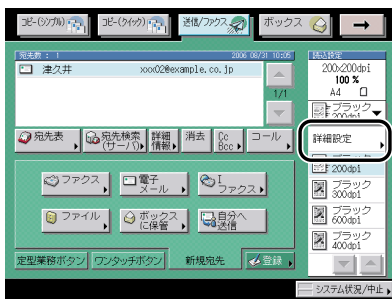 コピー(シンプル)
コピー(クイック)
送信/ファクス
ボックス
宛先数 : 1
2006 08/31 10:05
津久井
xxx02@example.co.jp
1/1
宛先表
宛先検索(サーバ)
詳細情報
消去
Cc Bcc
コール
ファクス
電子メール
Iファクス
ファイル
ボックスに保管
自分へ送信
定型業務ボタン
ワンタッチボタン
新規宛先
登録
読込設定
200x200dpi
100 %
A4
ブラック
200dpi
詳細設定
200dpi
ブラック
300dpi
ブラック
600dpi
ブラック
400dpi
システム状況/中止